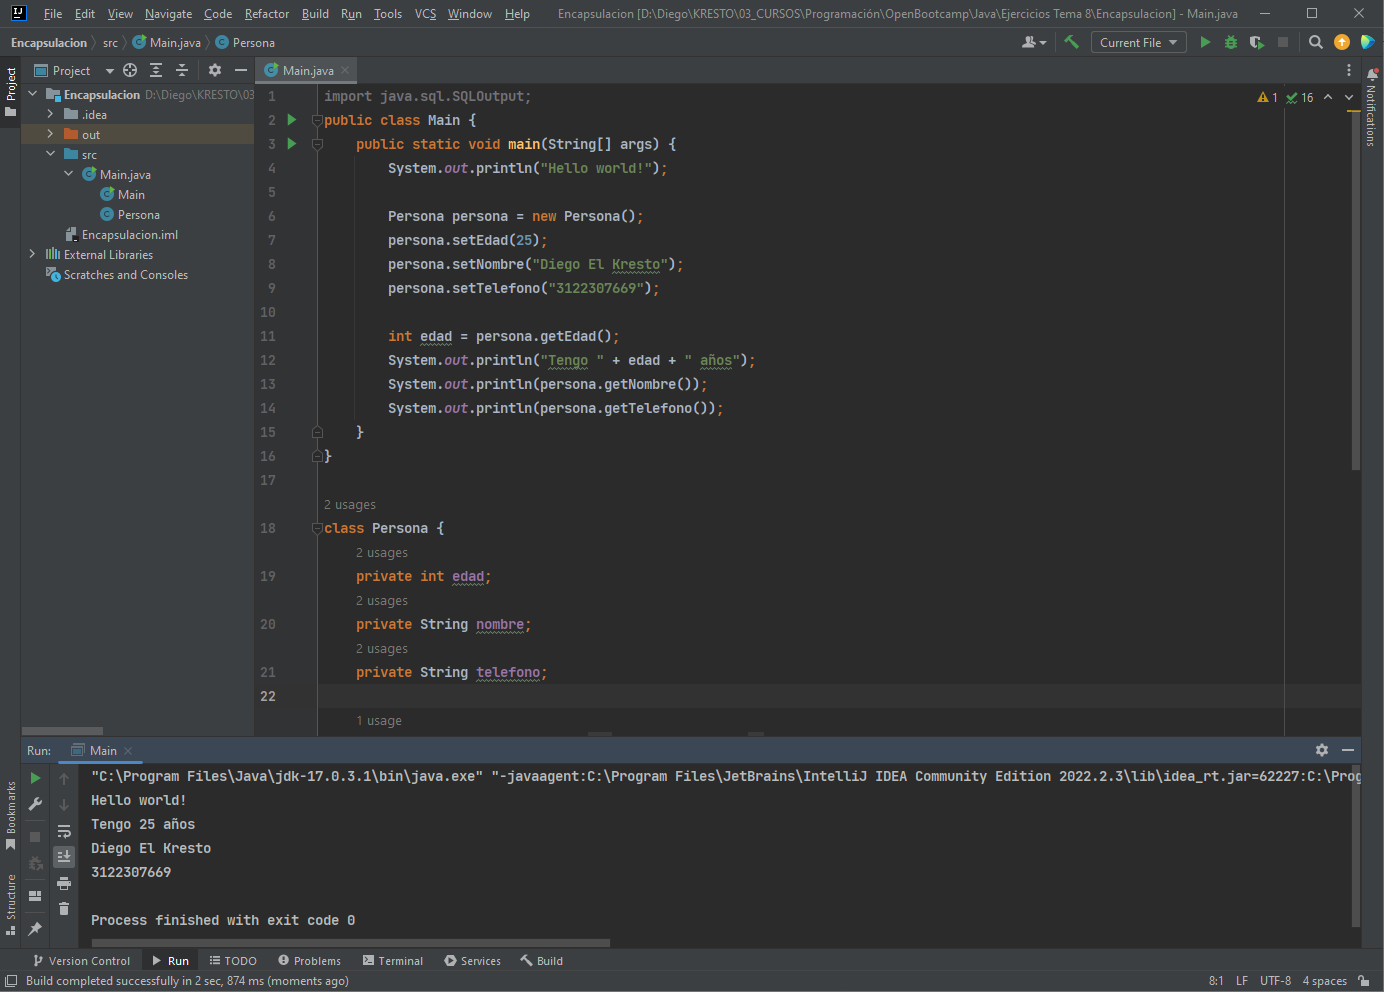 File Edit View Navigate Code Refactor Build Run Tools VCS Window Help Encapsulacion [D:\Diego\KRESTO\03_CURSOS\Programación\OpenBootcamp\Java\Ejercicios Tema 8\Encapsulacion] - Main.java
Encapsulacion src Main.java Persona Current File
Project Main.java
Project
Encapsulacion D:\Diego\KRESTO\03
.idea
out
src
Main.java
Main
Persona
Encapsulacion.iml
External Libraries
Scratches and Consoles
1 16
Notifications
1 import java.sql.SQLOutput;
2 public class Main {
3 public static void main(String[] args) {
4 System.out.println("Hello world!");
5
6 Persona persona = new Persona();
7 persona.setEdad(25);
8 persona.setNombre("Diego El Kresto");
9 persona.setTelefono("3122307669");
10
11 int edad = persona.getEdad();
12 System.out.println("Tengo " + edad + " años");
13 System.out.println(persona.getNombre());
14 System.out.println(persona.getTelefono());
15 }
16 }
17
2 usages
18 class Persona {
2 usages
19 private int edad;
2 usages
20 private String nombre;
2 usages
21 private String telefono;
22
1 usage
Run: Main
"C:\Program Files\Java\jdk-17.0.3.1\bin\java.exe" "-javaagent:C:\Program Files\JetBrains\IntelliJ IDEA Community Edition 2022.2.3\lib\idea_rt.jar=62227:C:\Prog
Hello world!
Tengo 25 años
Diego El Kresto
3122307669
Process finished with exit code 0
Bookmarks
Structure
Version Control Run TODO Problems Terminal Services Build
Build completed successfully in 2 sec, 874 ms (moments ago) 8:1 LF UTF-8 4 spaces